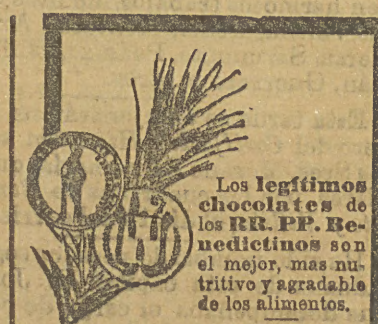 Los legítimos
chocolates de
los RR. PP. Be-
nedictinos son
el mejor, mas nu-
tritivo y agradable
de los alimentos.